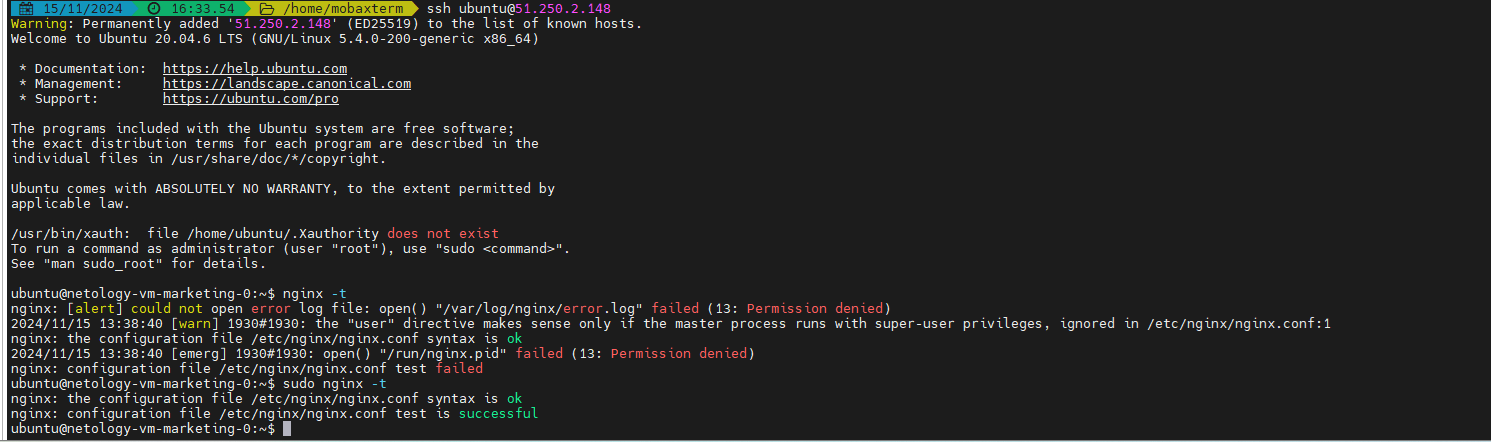 15/11/2024 16:33.54 /home/mobaxterm ssh ubuntu@51.250.2.148
Warning: Permanently added '51.250.2.148' (ED25519) to the list of known hosts.
Welcome to Ubuntu 20.04.6 LTS (GNU/Linux 5.4.0-200-generic x86_64)
* Documentation: https://help.ubuntu.com
* Management: https://landscape.canonical.com
* Support: https://ubuntu.com/pro
The programs included with the Ubuntu system are free software;
the exact distribution terms for each program are described in the
individual files in /usr/share/doc/*/copyright.
Ubuntu comes with ABSOLUTELY NO WARRANTY, to the extent permitted by
applicable law.
/usr/bin/xauth: file /home/ubuntu/.Xauthority does not exist
To run a command as administrator (user "root"), use "sudo <command>".
See "man sudo_root" for details.
ubuntu@netology-vm-marketing-0:~$ nginx -t
nginx: [alert] could not open error log file: open() "/var/log/nginx/error.log" failed (13: Permission denied)
2024/11/15 13:38:40 [warn] 1930#1930: the "user" directive makes sense only if the master process runs with super-user privileges, ignored in /etc/nginx/nginx.conf:1
nginx: the configuration file /etc/nginx/nginx.conf syntax is ok
2024/11/15 13:38:40 [emerg] 1930#1930: open() "/run/nginx.pid" failed (13: Permission denied)
nginx: configuration file /etc/nginx/nginx.conf test failed
ubuntu@netology-vm-marketing-0:~$ sudo nginx -t
nginx: the configuration file /etc/nginx/nginx.conf syntax is ok
nginx: configuration file /etc/nginx/nginx.conf test is successful
ubuntu@netology-vm-marketing-0:~$